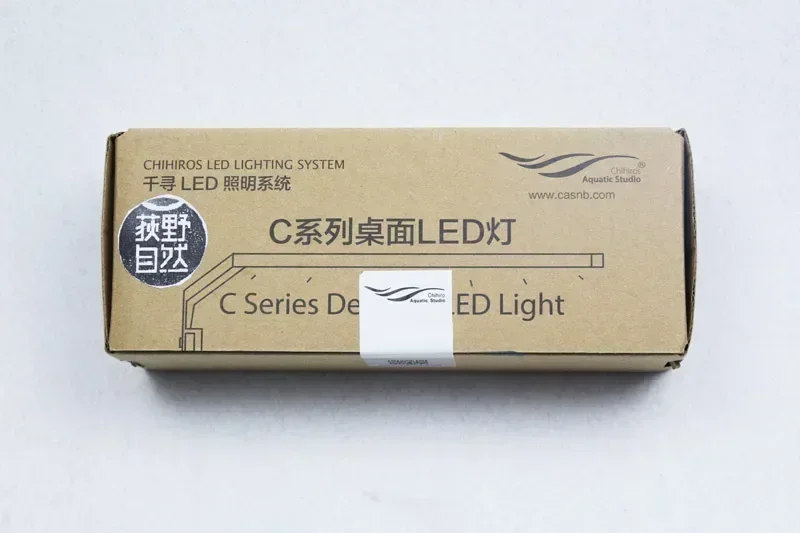 CHIHIROS LED LIGHTING SYSTEM
千寻 LED 照明系统
Chihiros®
Aquatic Studio
www.casnb.com
荻野
自然
C系列桌面LED灯
C Series De LED Light
Chihiros
Aquatic Studio